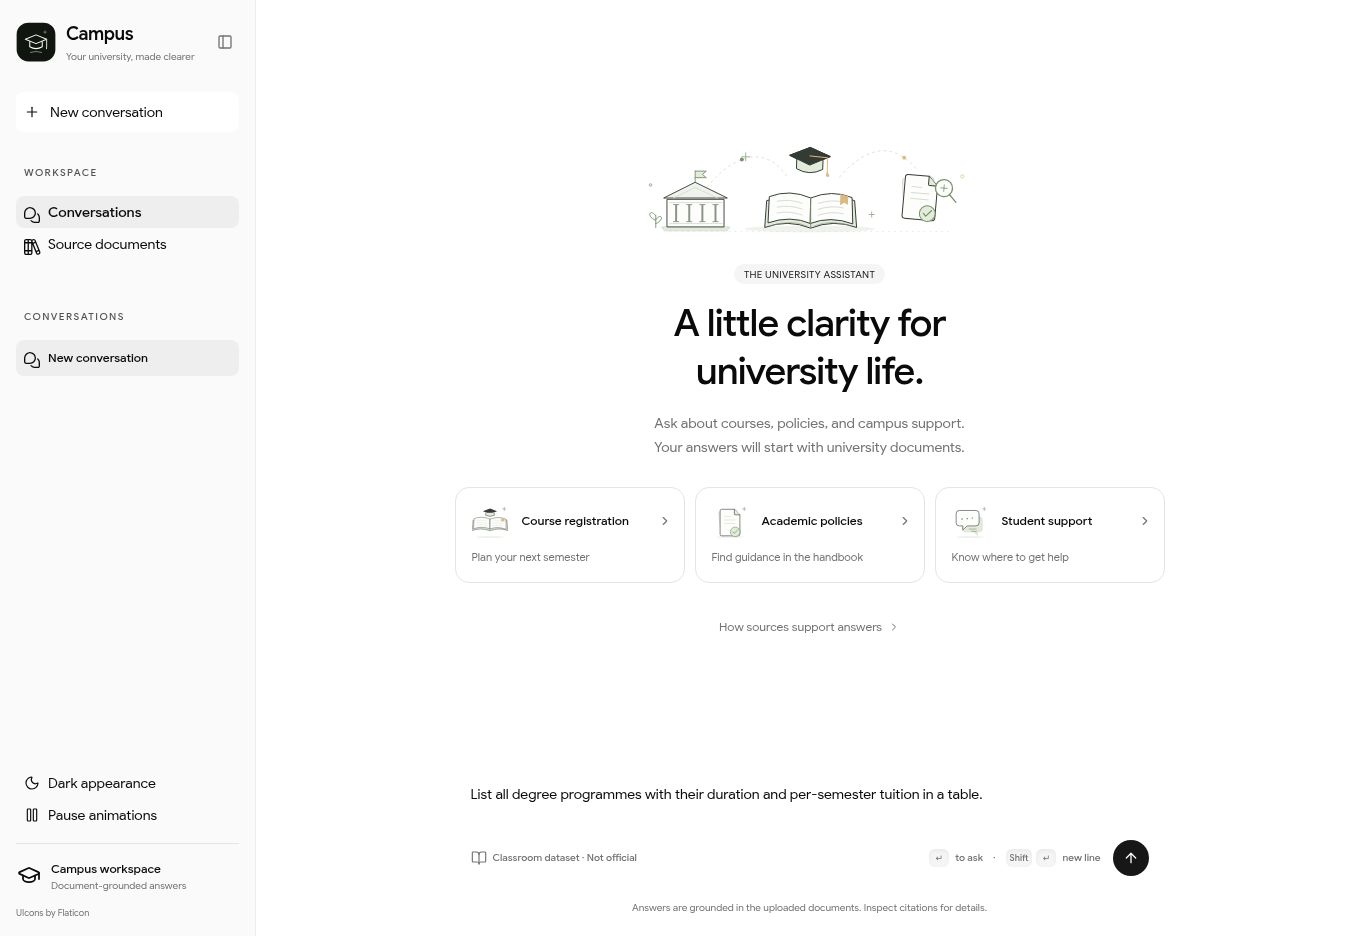 Campus
Your university, made clearer
New conversation
WORKSPACE
Conversations
Source documents
CONVERSATIONS
New conversation
Dark appearance
Pause animations
Campus workspace
Document-grounded answers
UIcons by Flaticon
THE UNIVERSITY ASSISTANT
A little clarity for
university life.
Ask about courses, policies, and campus support.
Your answers will start with university documents.
Course registration
Plan your next semester
Academic policies
Find guidance in the handbook
Student support
Know where to get help
How sources support answers
List all degree programmes with their duration and per-semester tuition in a table.
Classroom dataset · Not official
↵ to ask · Shift ↵ new line
Answers are grounded in the uploaded documents. Inspect citations for details.